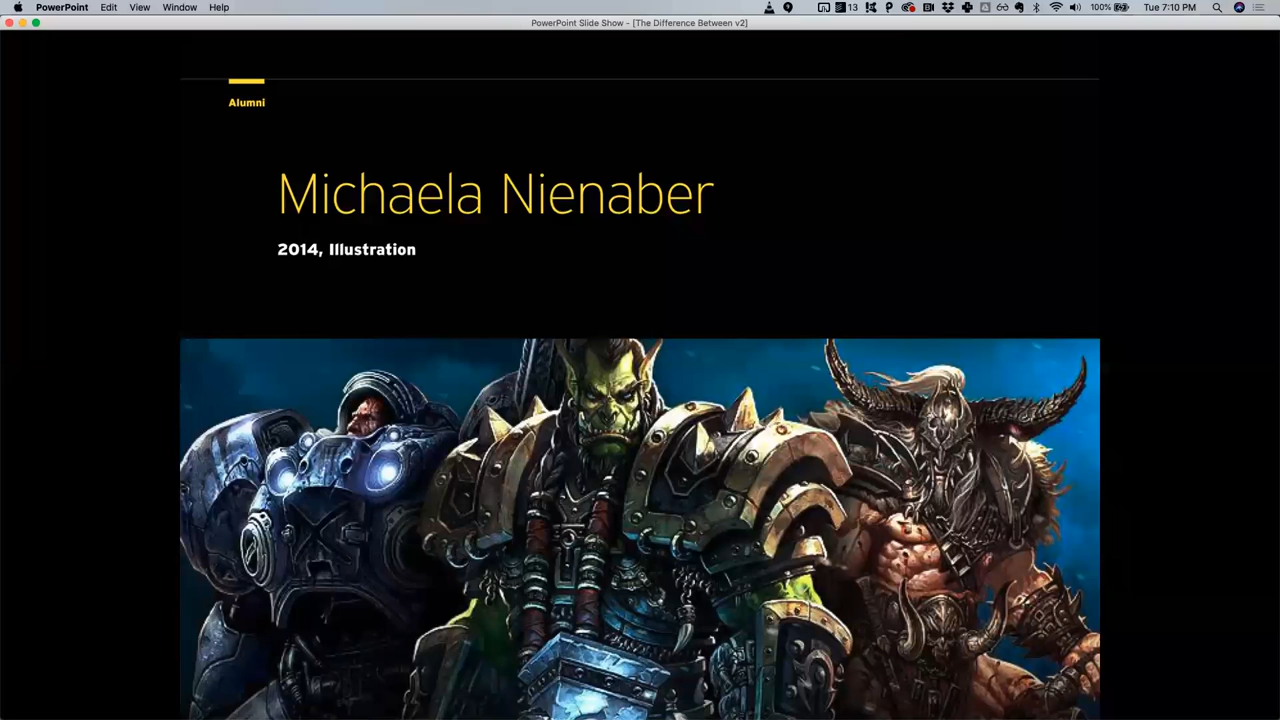 PowerPoint Edit View Window Help 13 100% Tue 7:10 PM
PowerPoint Slide Show - [The Difference Between v2]
Alumni
Michaela Nienaber
2014, Illustration